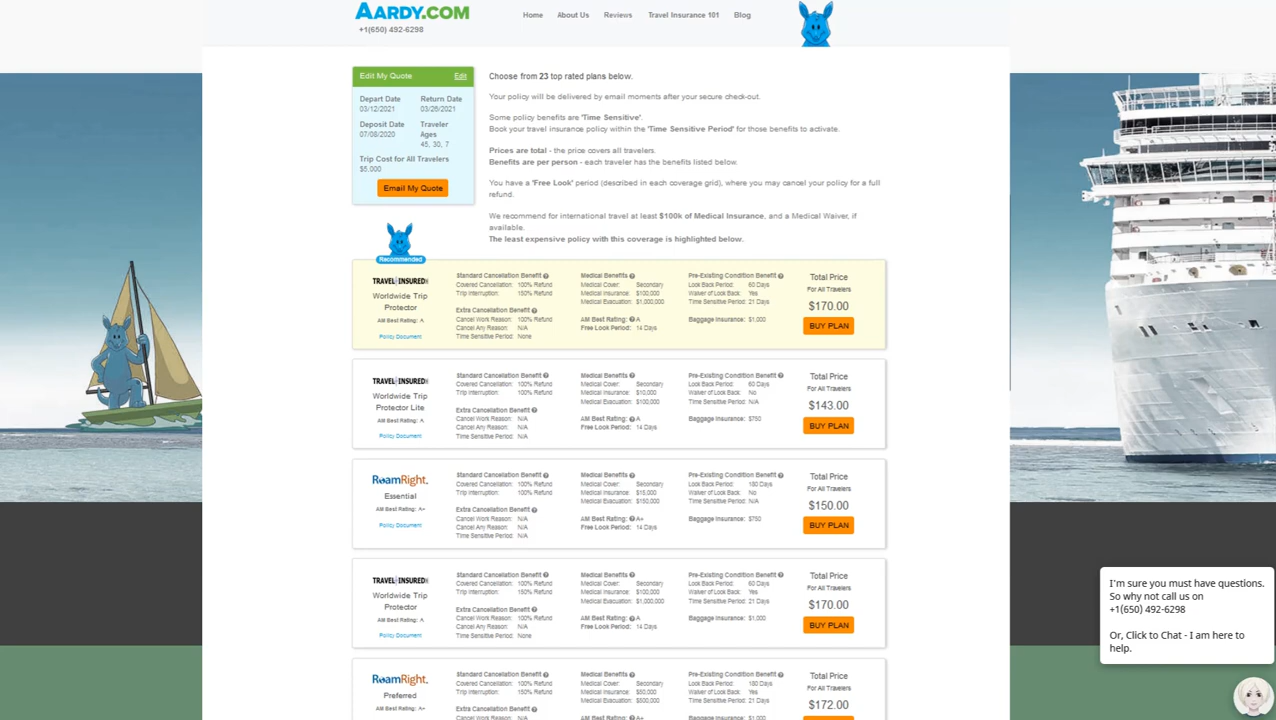 AARDY.COM
+1(650) 492-6298
Home
About Us
Reviews
Travel Insurance 101
Blog
Edit My Quote
Edit
Depart Date
03/12/2021
Return Date
03/26/2021
Deposit Date
07/08/2020
Traveler
Ages
45, 30, 7
Trip Cost for All Travelers
$5,000
Email My Quote
Choose from 23 top rated plans below.
Your policy will be delivered by email moments after your secure check-out.
Some policy benefits are 'Time Sensitive'.
Book your travel insurance policy within the 'Time Sensitive Period' for those benefits to activate.
Prices are total - the price covers all travelers.
Benefits are per person - each traveler has the benefits listed below.
You have a 'Free Look' period (described in each coverage grid), where you may cancel your policy for a full
refund.
We recommend for international travel at least $100k of Medical Insurance, and a Medical Waiver, if
available.
The least expensive policy with this coverage is highlighted below.
Recommended
TRAVEL INSURED
Worldwide Trip
Protector
AM Best Rating: A
Policy Document
Standard Cancellation Benefit
Covered Cancellation: 100% Refund
Trip Interruption: 150% Refund
Extra Cancellation Benefit
Cancel Work Reason: 100% Refund
Cancel Any Reason: N/A
Time Sensitive Period: None
Medical Benefits
Medical Cover: Secondary
Medical Insurance: $100,000
Medical Evacuation: $1,000,000
AM Best Rating: A
Free Look Period: 14 Days
Pre-Existing Condition Benefit
Look Back Period: 60 Days
Waiver of Look Back: Yes
Time Sensitive Period: 21 Days
Baggage Insurance: $1,000
Total Price
For All Travelers
$170.00
BUY PLAN
TRAVEL INSURED
Worldwide Trip
Protector Lite
AM Best Rating: A
Policy Document
Standard Cancellation Benefit
Covered Cancellation: 100% Refund
Trip Interruption: 100% Refund
Extra Cancellation Benefit
Cancel Work Reason: N/A
Cancel Any Reason: N/A
Time Sensitive Period: N/A
Medical Benefits
Medical Cover: Secondary
Medical Insurance: $10,000
Medical Evacuation: $100,000
AM Best Rating: A
Free Look Period: 14 Days
Pre-Existing Condition Benefit
Look Back Period: 60 Days
Waiver of Look Back: No
Time Sensitive Period: N/A
Baggage Insurance: $750
Total Price
For All Travelers
$143.00
BUY PLAN
RoamRight.
Essential
AM Best Rating: A+
Policy Document
Standard Cancellation Benefit
Covered Cancellation: 100% Refund
Trip Interruption: 100% Refund
Extra Cancellation Benefit
Cancel Work Reason: N/A
Cancel Any Reason: N/A
Time Sensitive Period: N/A
Medical Benefits
Medical Cover: Secondary
Medical Insurance: $15,000
Medical Evacuation: $150,000
AM Best Rating: A+
Free Look Period: 14 Days
Pre-Existing Condition Benefit
Look Back Period: 180 Days
Waiver of Look Back: No
Time Sensitive Period: N/A
Baggage Insurance: $750
Total Price
For All Travelers
$150.00
BUY PLAN
TRAVEL INSURED
Worldwide Trip
Protector
AM Best Rating: A
Policy Document
Standard Cancellation Benefit
Covered Cancellation: 100% Refund
Trip Interruption: 150% Refund
Extra Cancellation Benefit
Cancel Work Reason: 100% Refund
Cancel Any Reason: N/A
Time Sensitive Period: None
Medical Benefits
Medical Cover: Secondary
Medical Insurance: $100,000
Medical Evacuation: $1,000,000
AM Best Rating: A
Free Look Period: 14 Days
Pre-Existing Condition Benefit
Look Back Period: 60 Days
Waiver of Look Back: Yes
Time Sensitive Period: 21 Days
Baggage Insurance: $1,000
Total Price
For All Travelers
$170.00
BUY PLAN
RoamRight.
Preferred
AM Best Rating: A+
Standard Cancellation Benefit
Covered Cancellation: 100% Refund
Trip Interruption: 150% Refund
Extra Cancellation Benefit
Cancel Work Reason: N/A
Medical Benefits
Medical Cover: Secondary
Medical Insurance: $50,000
Medical Evacuation: $500,000
AM Best Rating: A+
Pre-Existing Condition Benefit
Look Back Period: 180 Days
Waiver of Look Back: Yes
Time Sensitive Period: 21 Days
Baggage Insurance: $1,000
Total Price
For All Travelers
$172.00
I'm sure you must have questions.
So why not call us on
+1(650) 492-6298
Or, Click to Chat - I am here to
help.